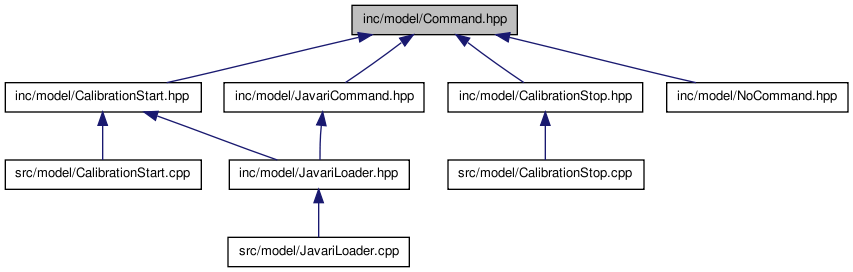 inc/model/Command.hpp
inc/model/CalibrationStart.hpp
inc/model/JavariCommand.hpp
inc/model/CalibrationStop.hpp
inc/model/NoCommand.hpp
src/model/CalibrationStart.cpp
inc/model/JavariLoader.hpp
src/model/CalibrationStop.cpp
src/model/JavariLoader.cpp